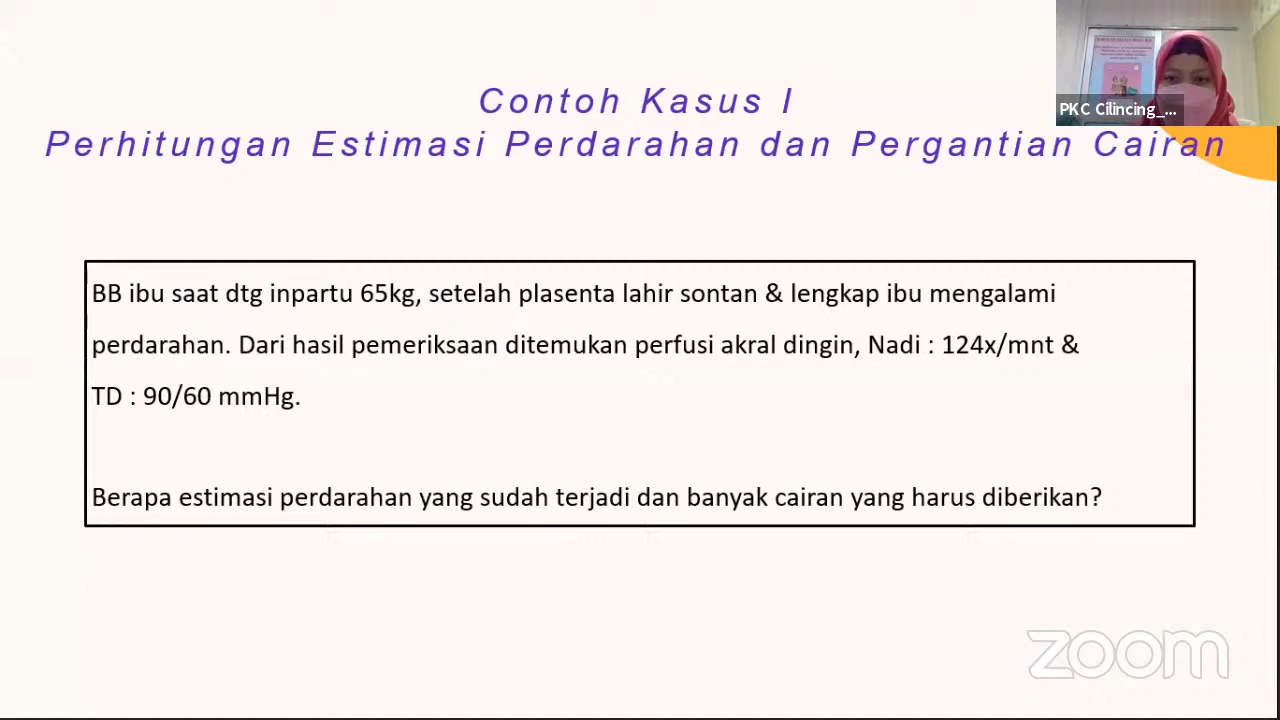 Contoh Kasus I
Perhitungan Estimasi Perdarahan dan Pergantian Cairan
PKC Cilincing_...
BB ibu saat dtg inpartu 65kg, setelah plasenta lahir sontan & lengkap ibu mengalami
perdarahan. Dari hasil pemeriksaan ditemukan perfusi akral dingin, Nadi : 124x/mnt &
TD : 90/60 mmHg.
Berapa estimasi perdarahan yang sudah terjadi dan banyak cairan yang harus diberikan?
zoom